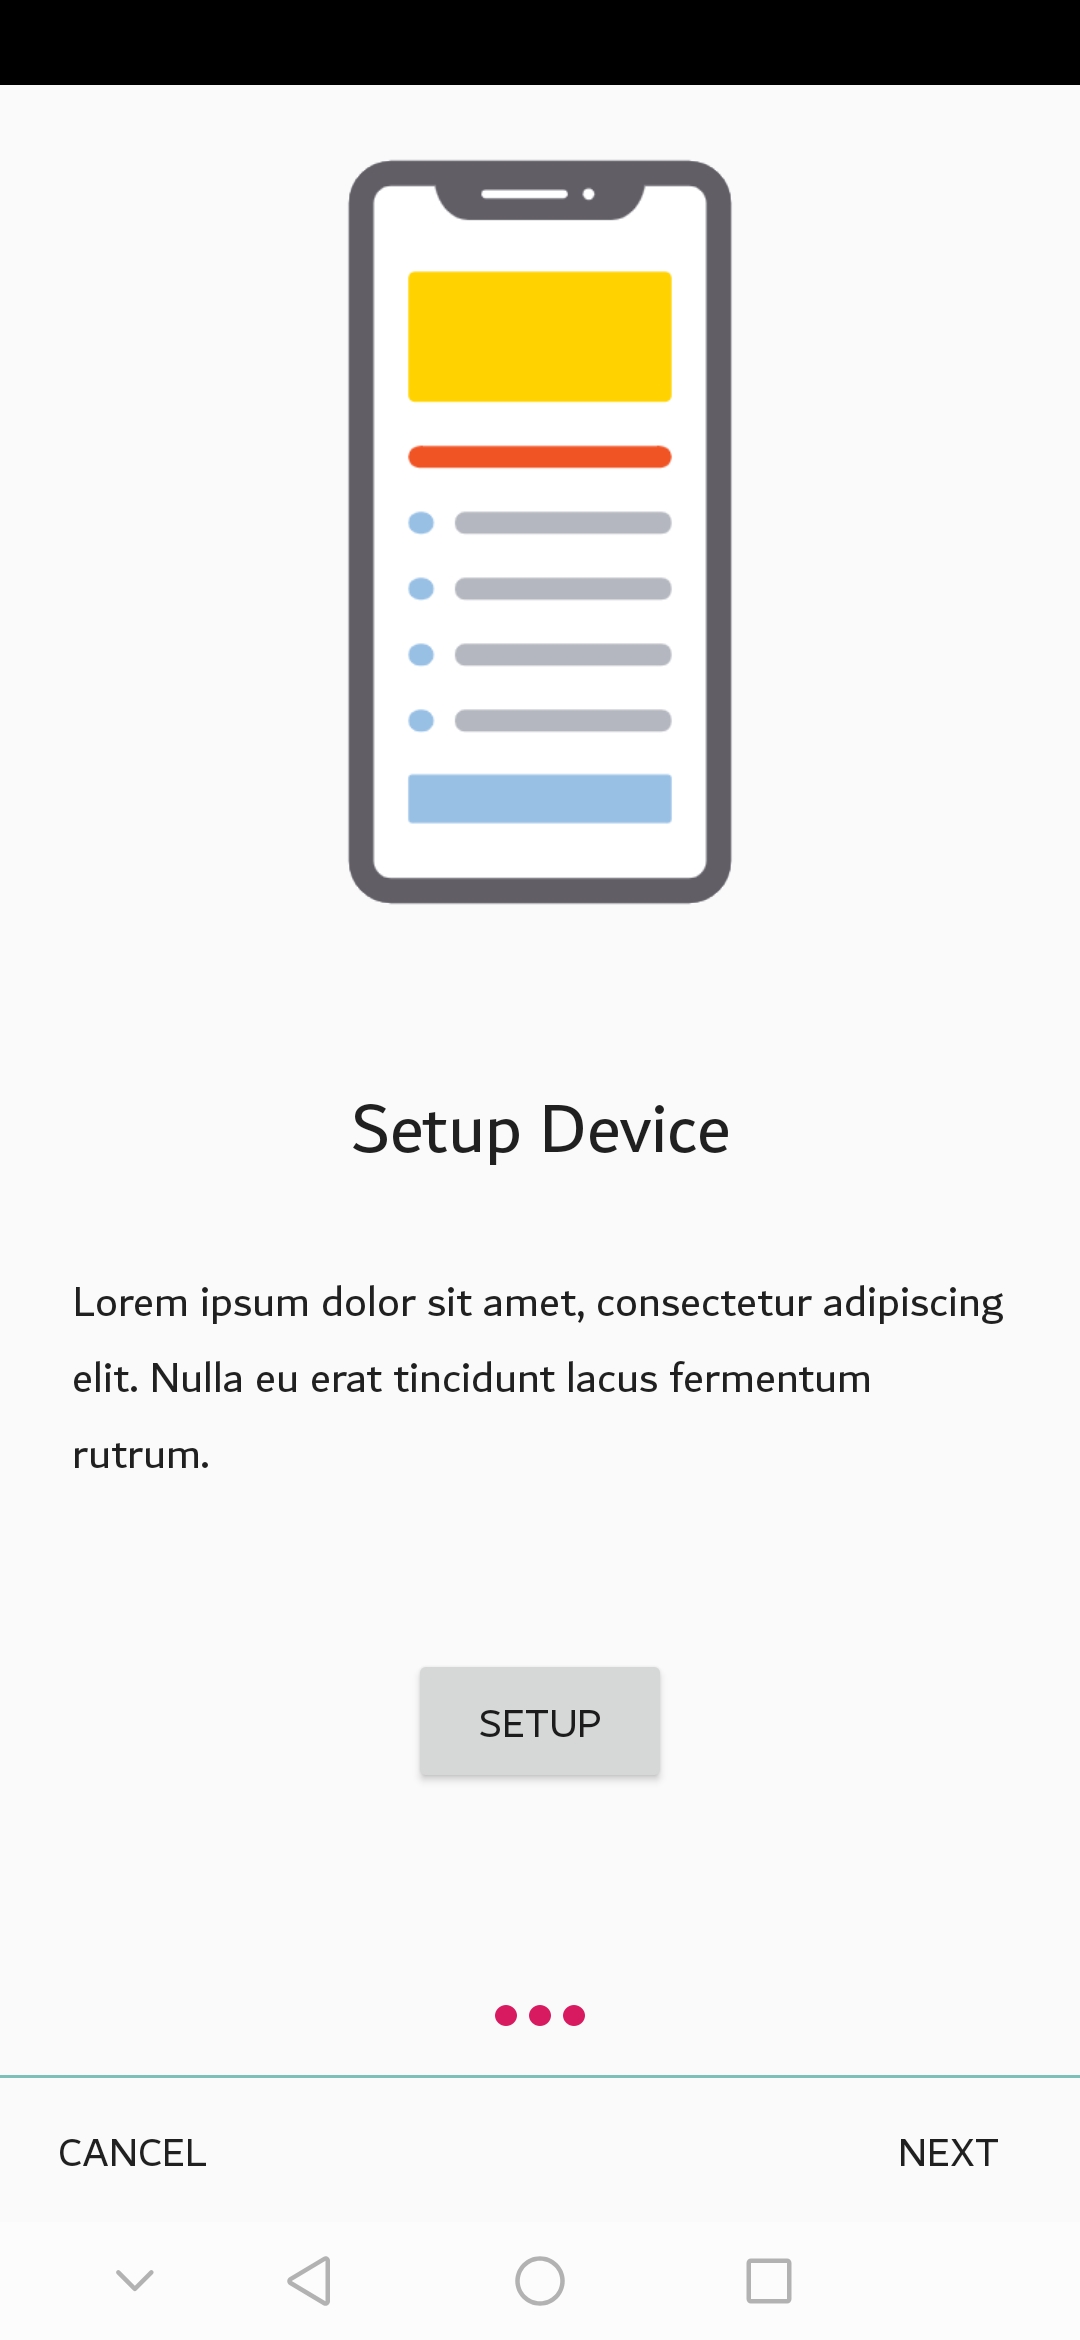 Setup Device
Lorem ipsum dolor sit amet, consectetur adipiscing
elit. Nulla eu erat tincidunt lacus fermentum
rutrum.
SETUP
CANCEL
NEXT